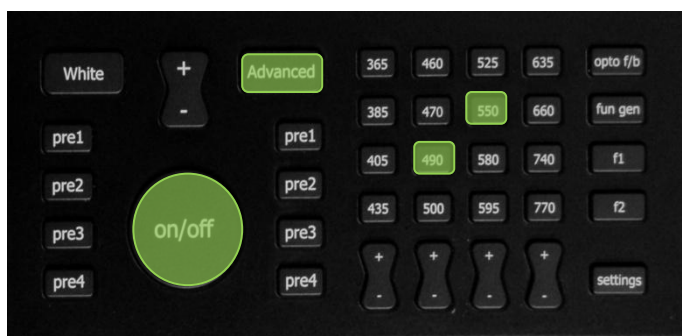 White + Advanced
-
pre1 pre1
pre2 pre2
on/off
pre3 pre3
pre4 pre4
365 460 525 635 opto f/b
385 470 550 660 fun gen
405 490 580 740 f1
435 500 595 770 f2
+ + + +
- - - - settings